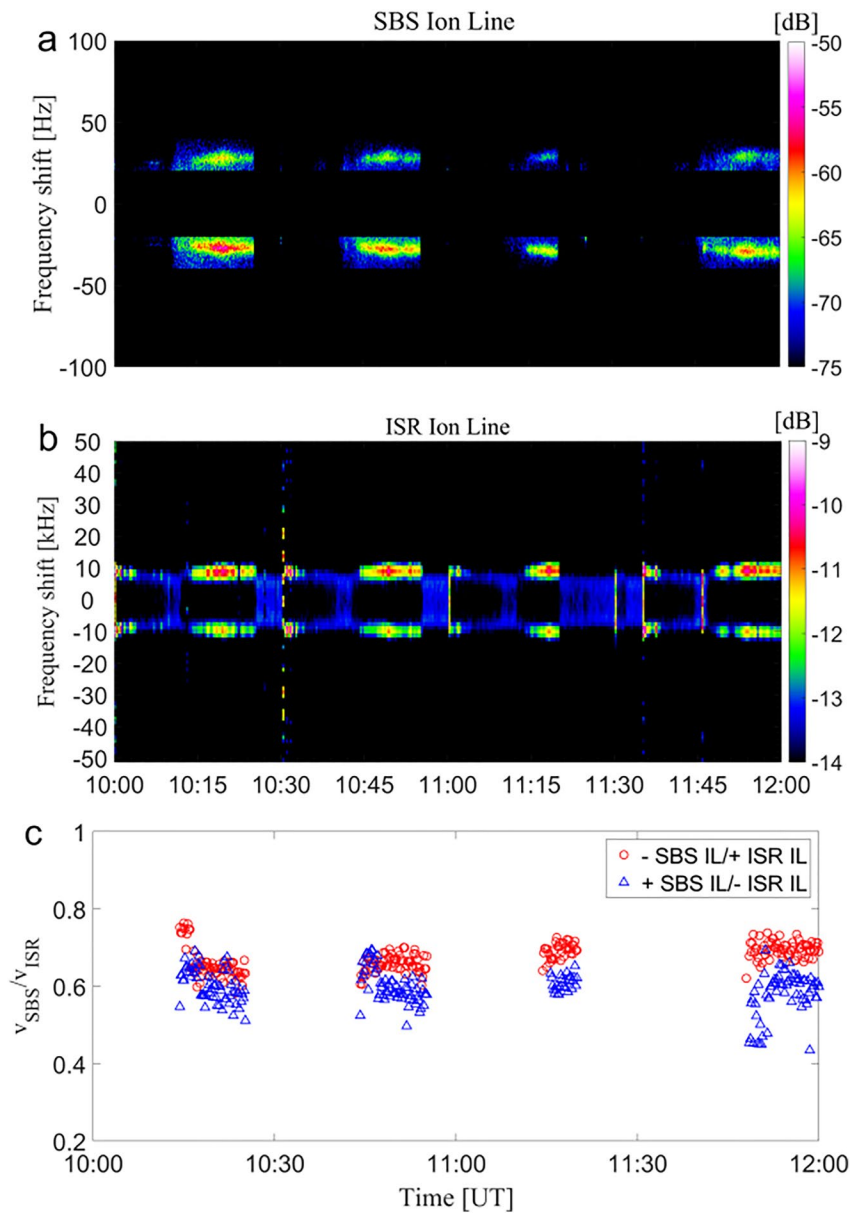 a
SBS Ion Line
[dB]
100
50
0
-50
-100
Frequency shift [Hz]
-50
-55
-60
-65
-70
-75
b
ISR Ion Line
[dB]
50
40
30
20
10
0
-10
-20
-30
-40
-50
Frequency shift [kHz]
-9
-10
-11
-12
-13
-14
10:00 10:15 10:30 10:45 11:00 11:15 11:30 11:45 12:00
c
1
0.8
0.6
0.4
0.2
vSBS/vISR
- SBS IL/+ ISR IL
+ SBS IL/- ISR IL
10:00 10:30 11:00 11:30 12:00
Time [UT]